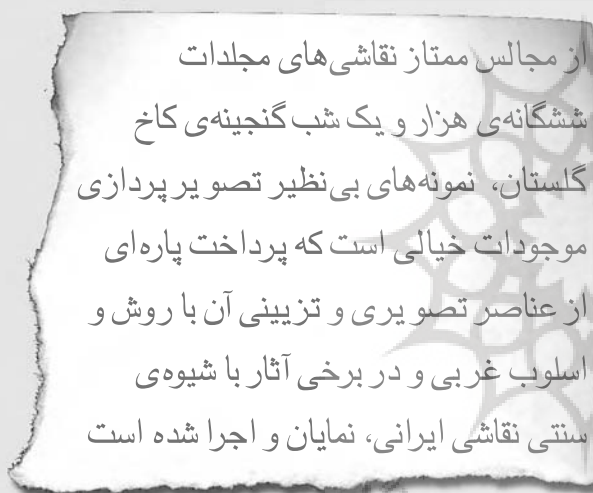 از مجالس ممتاز نقاشی‌های مجلدات
ششگانه‌ی هزار و یک شب گنجینه‌ی کاخ
گلستان، نمونه‌های بی‌نظیر تصویرپردازی
موجودات خیالی است که پرداخت پاره‌ای
از عناصر تصویری و تزیینی آن با روش و
اسلوب غربی و در برخی آثار با شیوه‌ی
سنتی نقاشی ایرانی، نمایان و اجرا شده است